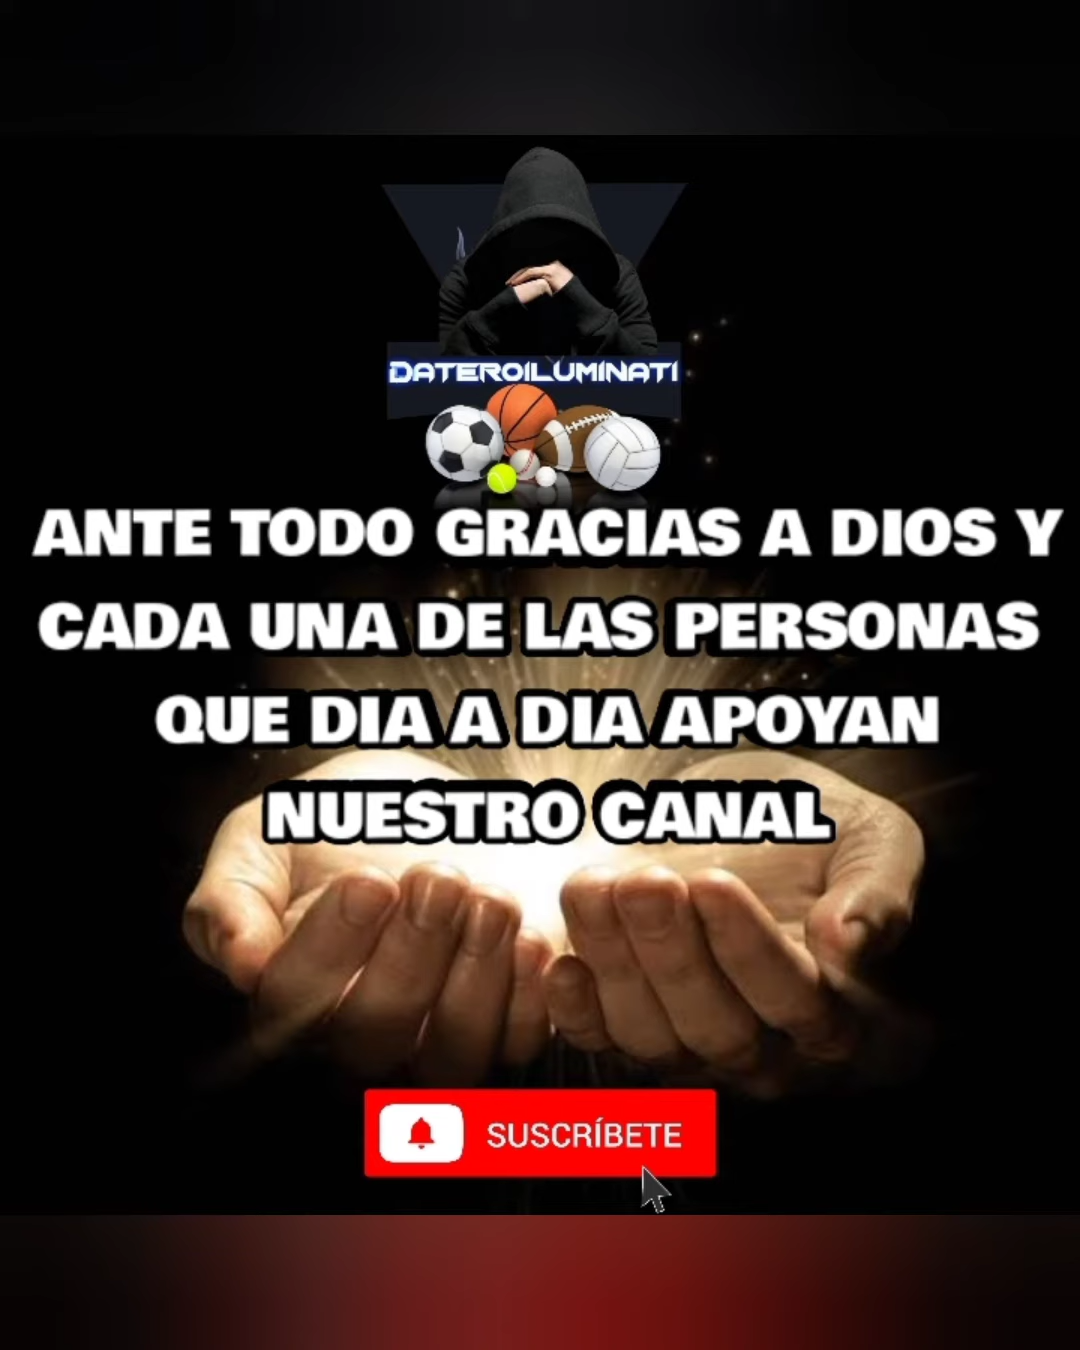 DATEROILUMINATI
ANTE TODO GRACIAS A DIOS Y
CADA UNA DE LAS PERSONAS
QUE DIA A DIA APOYAN
NUESTRO CANAL
SUSCRÍBETE